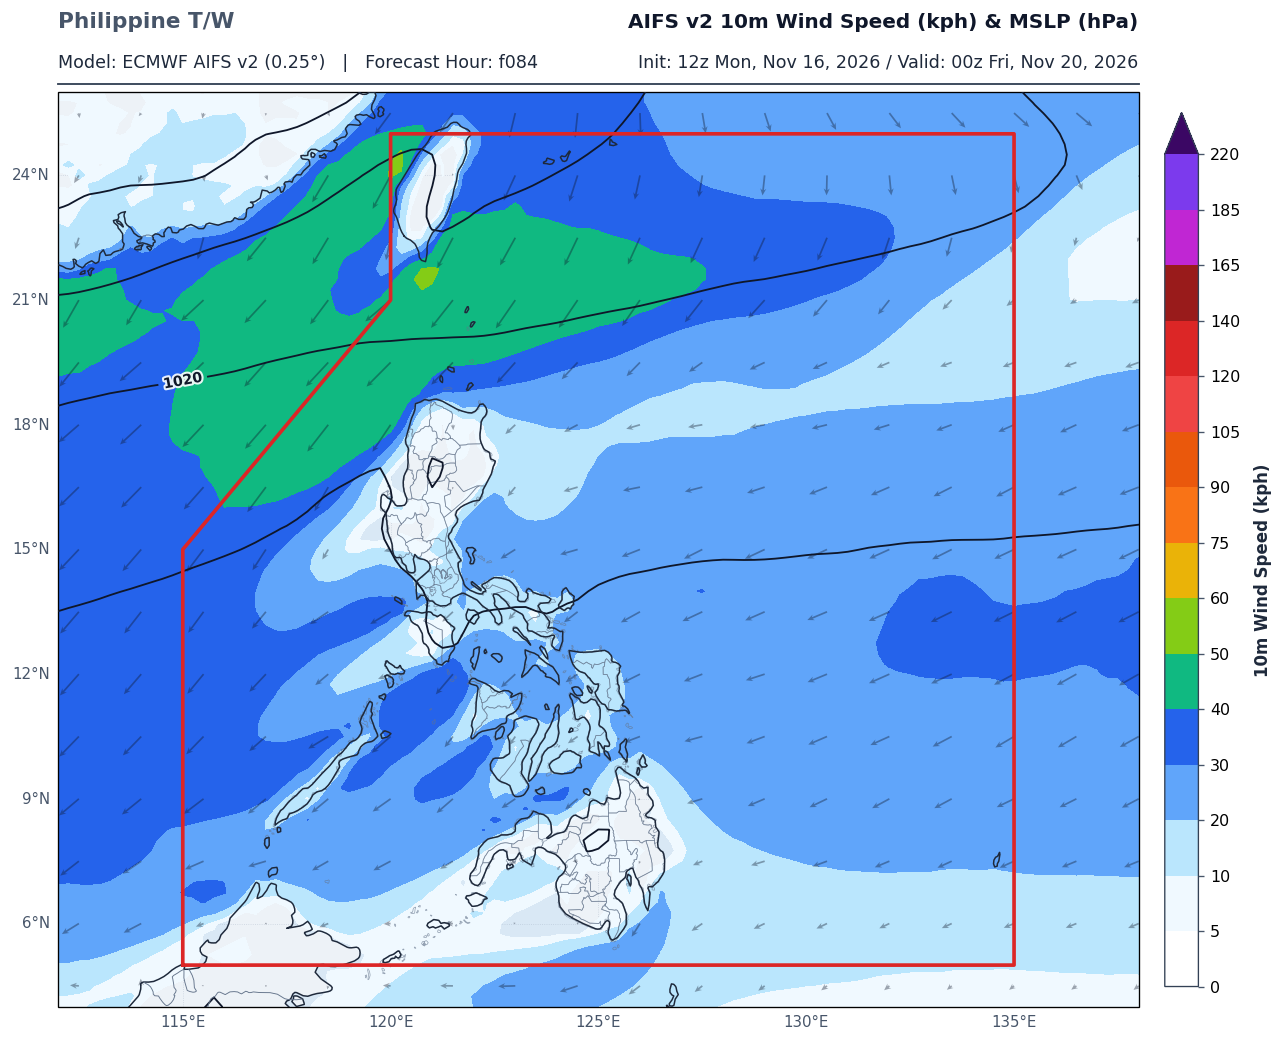 Philippine T/W
AIFS v2 10m Wind Speed (kph) & MSLP (hPa)
Model: ECMWF AIFS v2 (0.25°) | Forecast Hour: f084
Init: 12z Mon, Nov 16, 2026 / Valid: 00z Fri, Nov 20, 2026
24°N
21°N
18°N
15°N
12°N
9°N
6°N
1020
115°E
120°E
125°E
130°E
135°E
220
185
165
140
120
105
90
75
60
50
40
30
20
10
5
0
10m Wind Speed (kph)